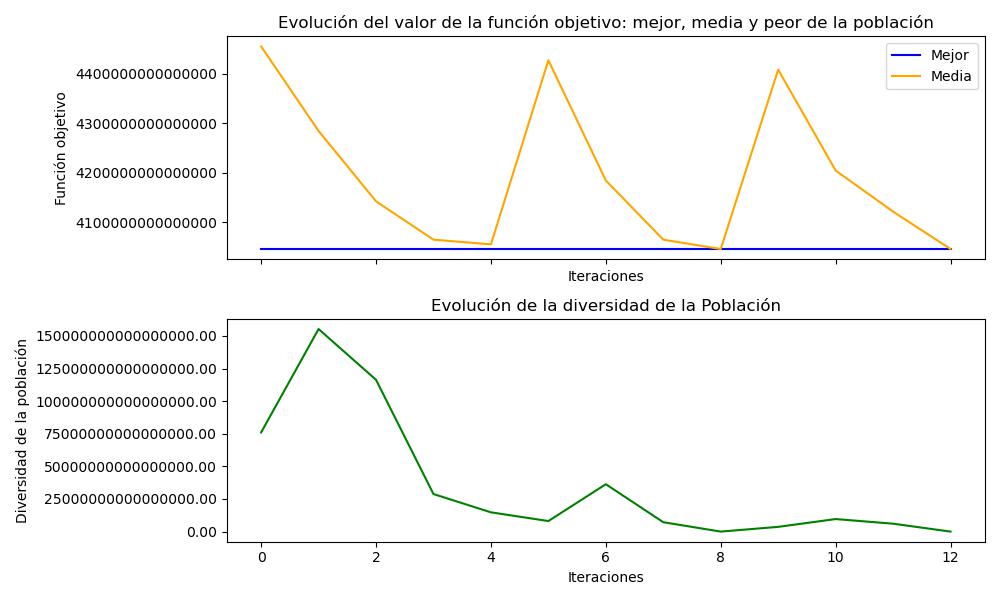 Evolución del valor de la función objetivo: mejor, media y peor de la población
Mejor
Media
4400000000000000
4300000000000000
4200000000000000
4100000000000000
Función objetivo
Iteraciones
Evolución de la diversidad de la Población
150000000000000000.00
125000000000000000.00
100000000000000000.00
75000000000000000.00
50000000000000000.00
25000000000000000.00
0.00
Diversidad de la población
0 2 4 6 8 10 12
Iteraciones